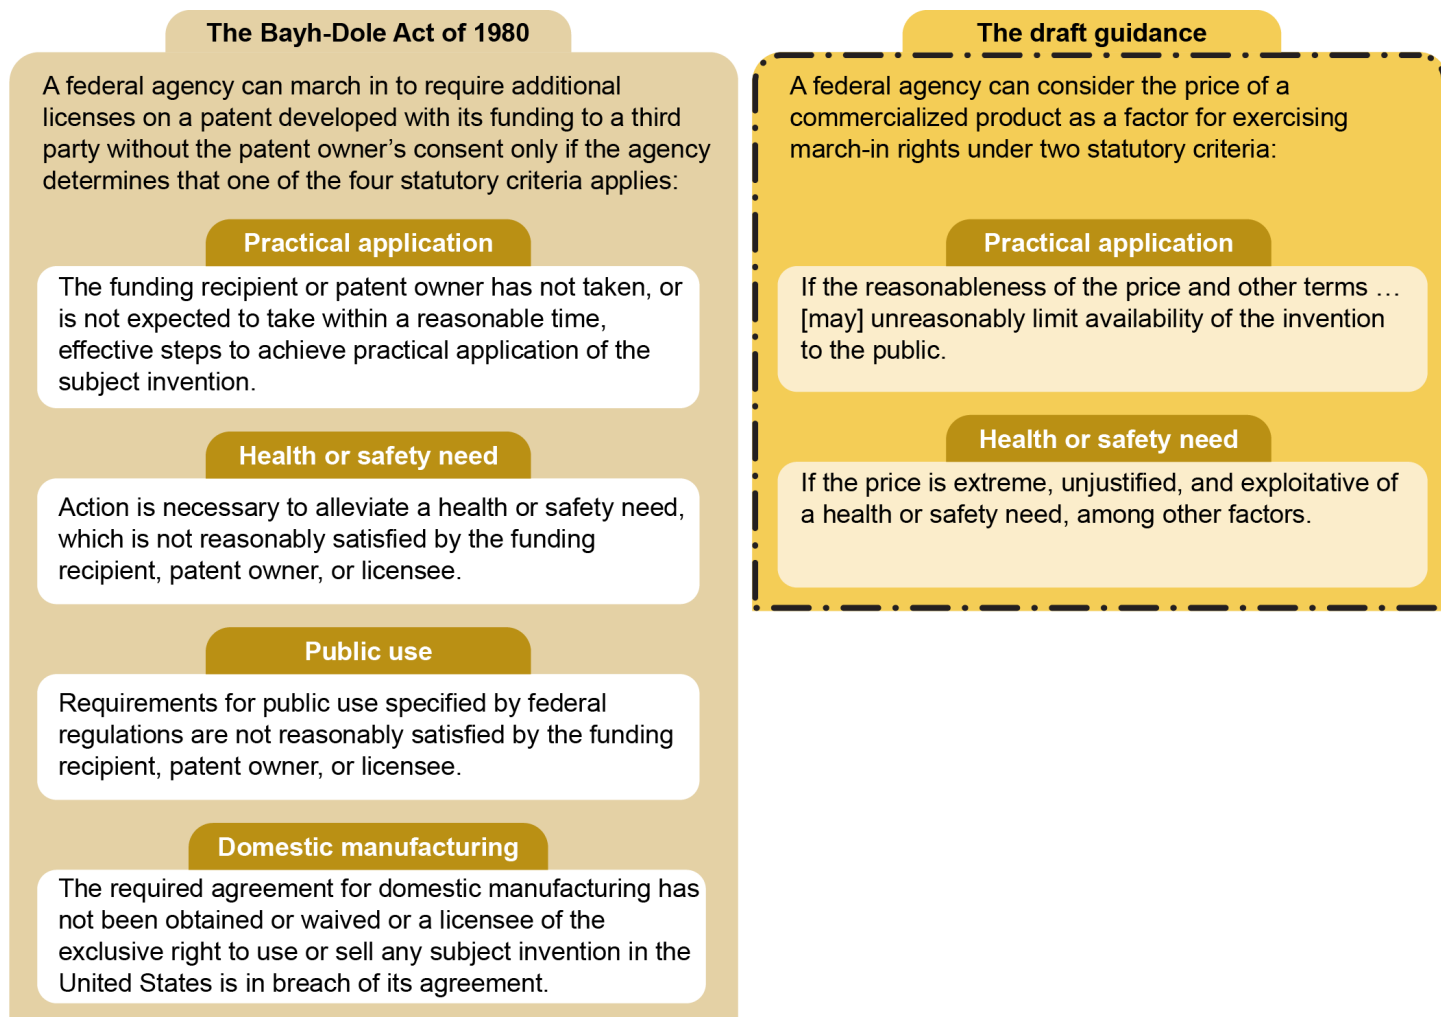 The Bayh-Dole Act of 1980
A federal agency can march in to require additional
licenses on a patent developed with its funding to a third
party without the patent owner’s consent only if the agency
determines that one of the four statutory criteria applies:
Practical application
The funding recipient or patent owner has not taken, or
is not expected to take within a reasonable time,
effective steps to achieve practical application of the
subject invention.
Health or safety need
Action is necessary to alleviate a health or safety need,
which is not reasonably satisfied by the funding
recipient, patent owner, or licensee.
Public use
Requirements for public use specified by federal
regulations are not reasonably satisfied by the funding
recipient, patent owner, or licensee.
Domestic manufacturing
The required agreement for domestic manufacturing has
not been obtained or waived or a licensee of the
exclusive right to use or sell any subject invention in the
United States is in breach of its agreement.
The draft guidance
A federal agency can consider the price of a
commercialized product as a factor for exercising
march-in rights under two statutory criteria:
Practical application
If the reasonableness of the price and other terms …
[may] unreasonably limit availability of the invention
to the public.
Health or safety need
If the price is extreme, unjustified, and exploitative of
a health or safety need, among other factors.